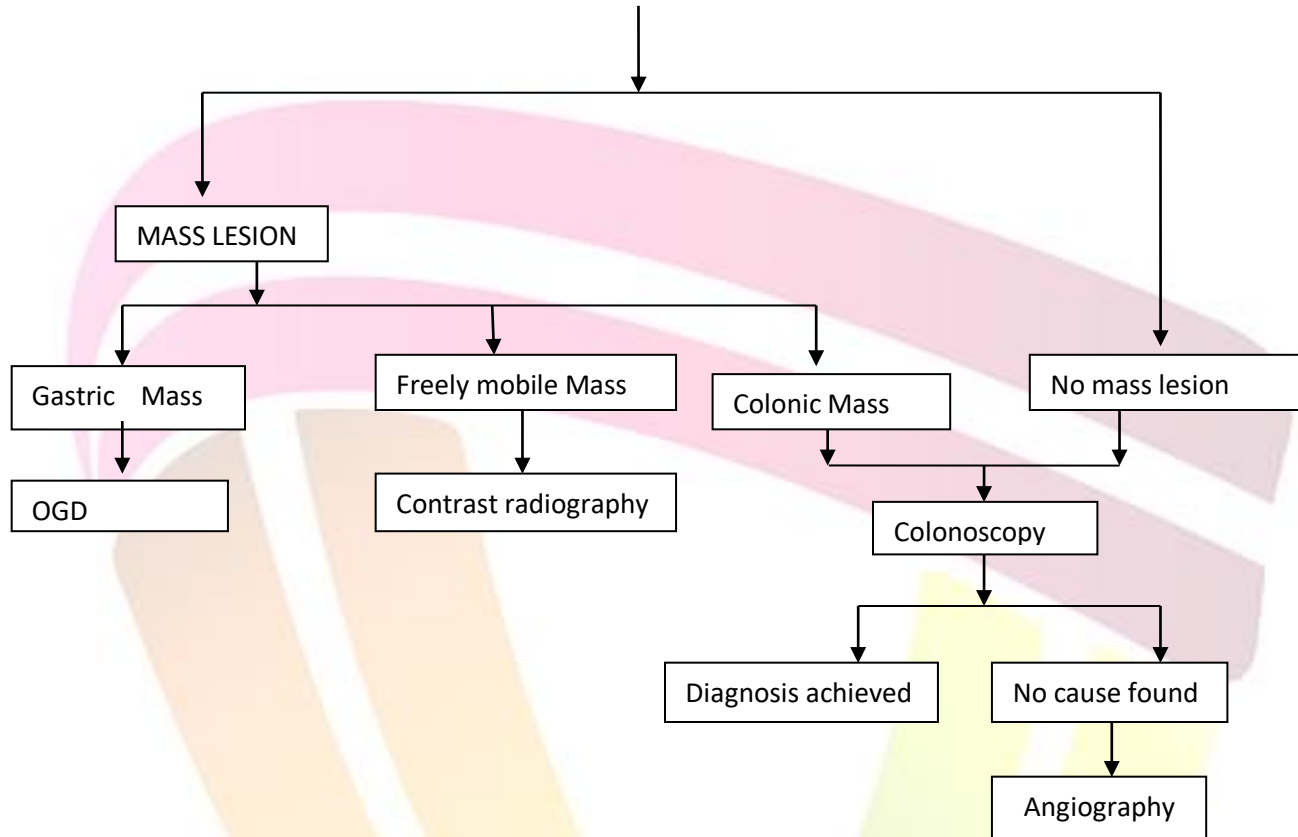 MASS LESION
Gastric Mass
Freely mobile Mass
Colonic Mass
No mass lesion
OGD
Contrast radiography
Colonoscopy
Diagnosis achieved
No cause found
Angiography